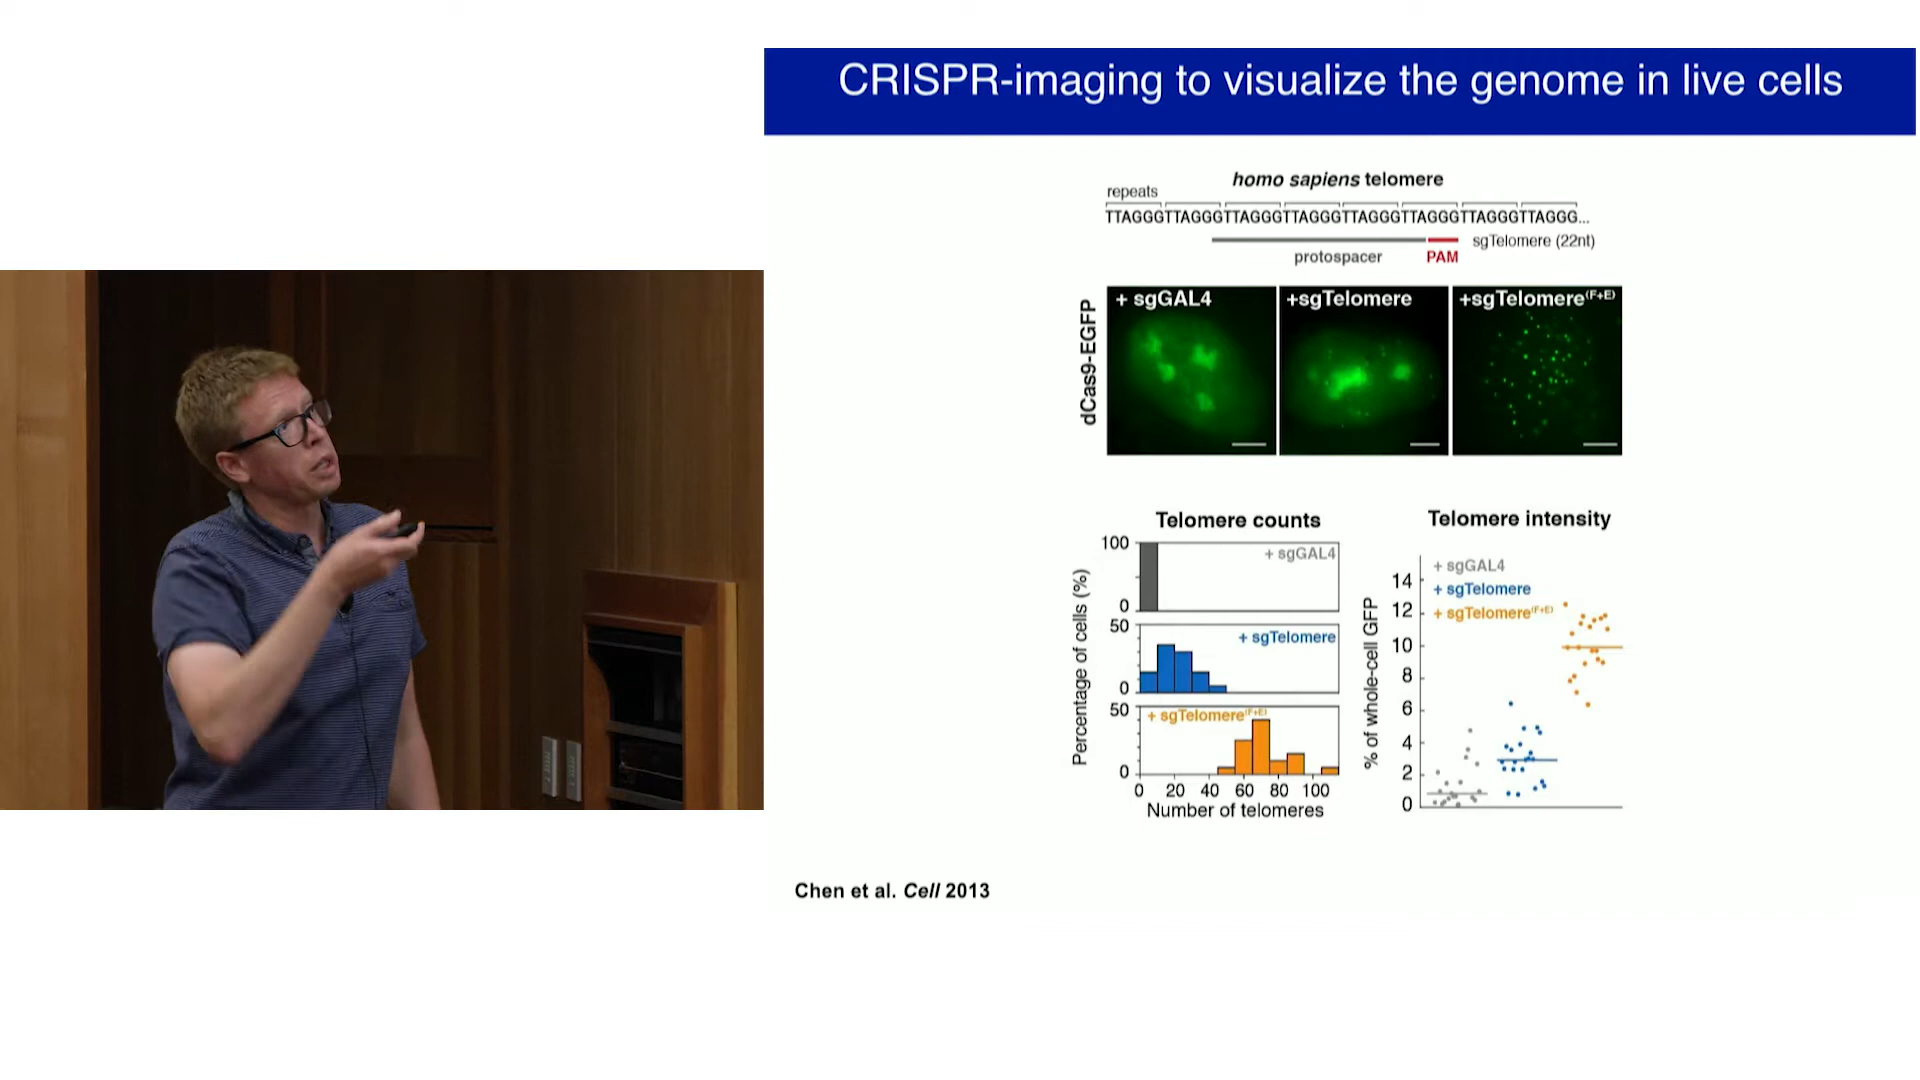 CRISPR-imaging to visualize the genome in live cells
homo sapiens telomere
repeats
TTAGGGTTAGGGTTAGGGTTAGGGTTAGGGTTAGGGTTAGGGTTAGGG...
sgTelomere (22nt)
protospacer
PAM
dCas9-EGFP
+ sgGAL4
+sgTelomere
+sgTelomere(F+E)
Telomere counts
Percentage of cells (%)
100
0
+ sgGAL4
50
0
+ sgTelomere
50
0
+ sgTelomere(F+E)
0 20 40 60 80 100
Number of telomeres
Telomere intensity
% of whole-cell GFP
14
12
10
8
6
4
2
0
+ sgGAL4
+ sgTelomere
+ sgTelomere(F+E)
Chen et al. Cell 2013